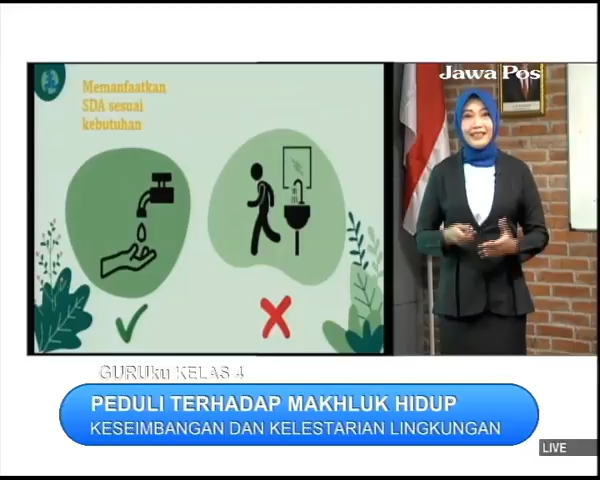 Jawa Pos
Memanfaatkan
SDA sesuai
kebutuhan
GURUku KELAS 4
PEDULI TERHADAP MAKHLUK HIDUP
KESEIMBANGAN DAN KELESTARIAN LINGKUNGAN
LIVE